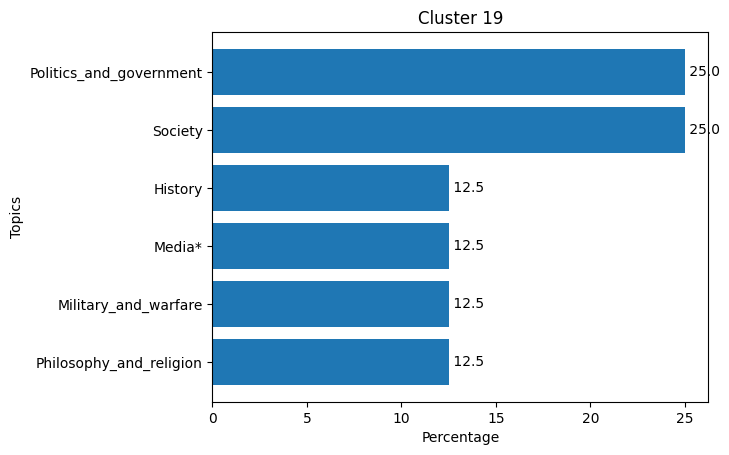 Cluster 19
Politics_and_government 25.0
Society 25.0
History 12.5
Media* 12.5
Military_and_warfare 12.5
Philosophy_and_religion 12.5
Topics
0 5 10 15 20 25
Percentage